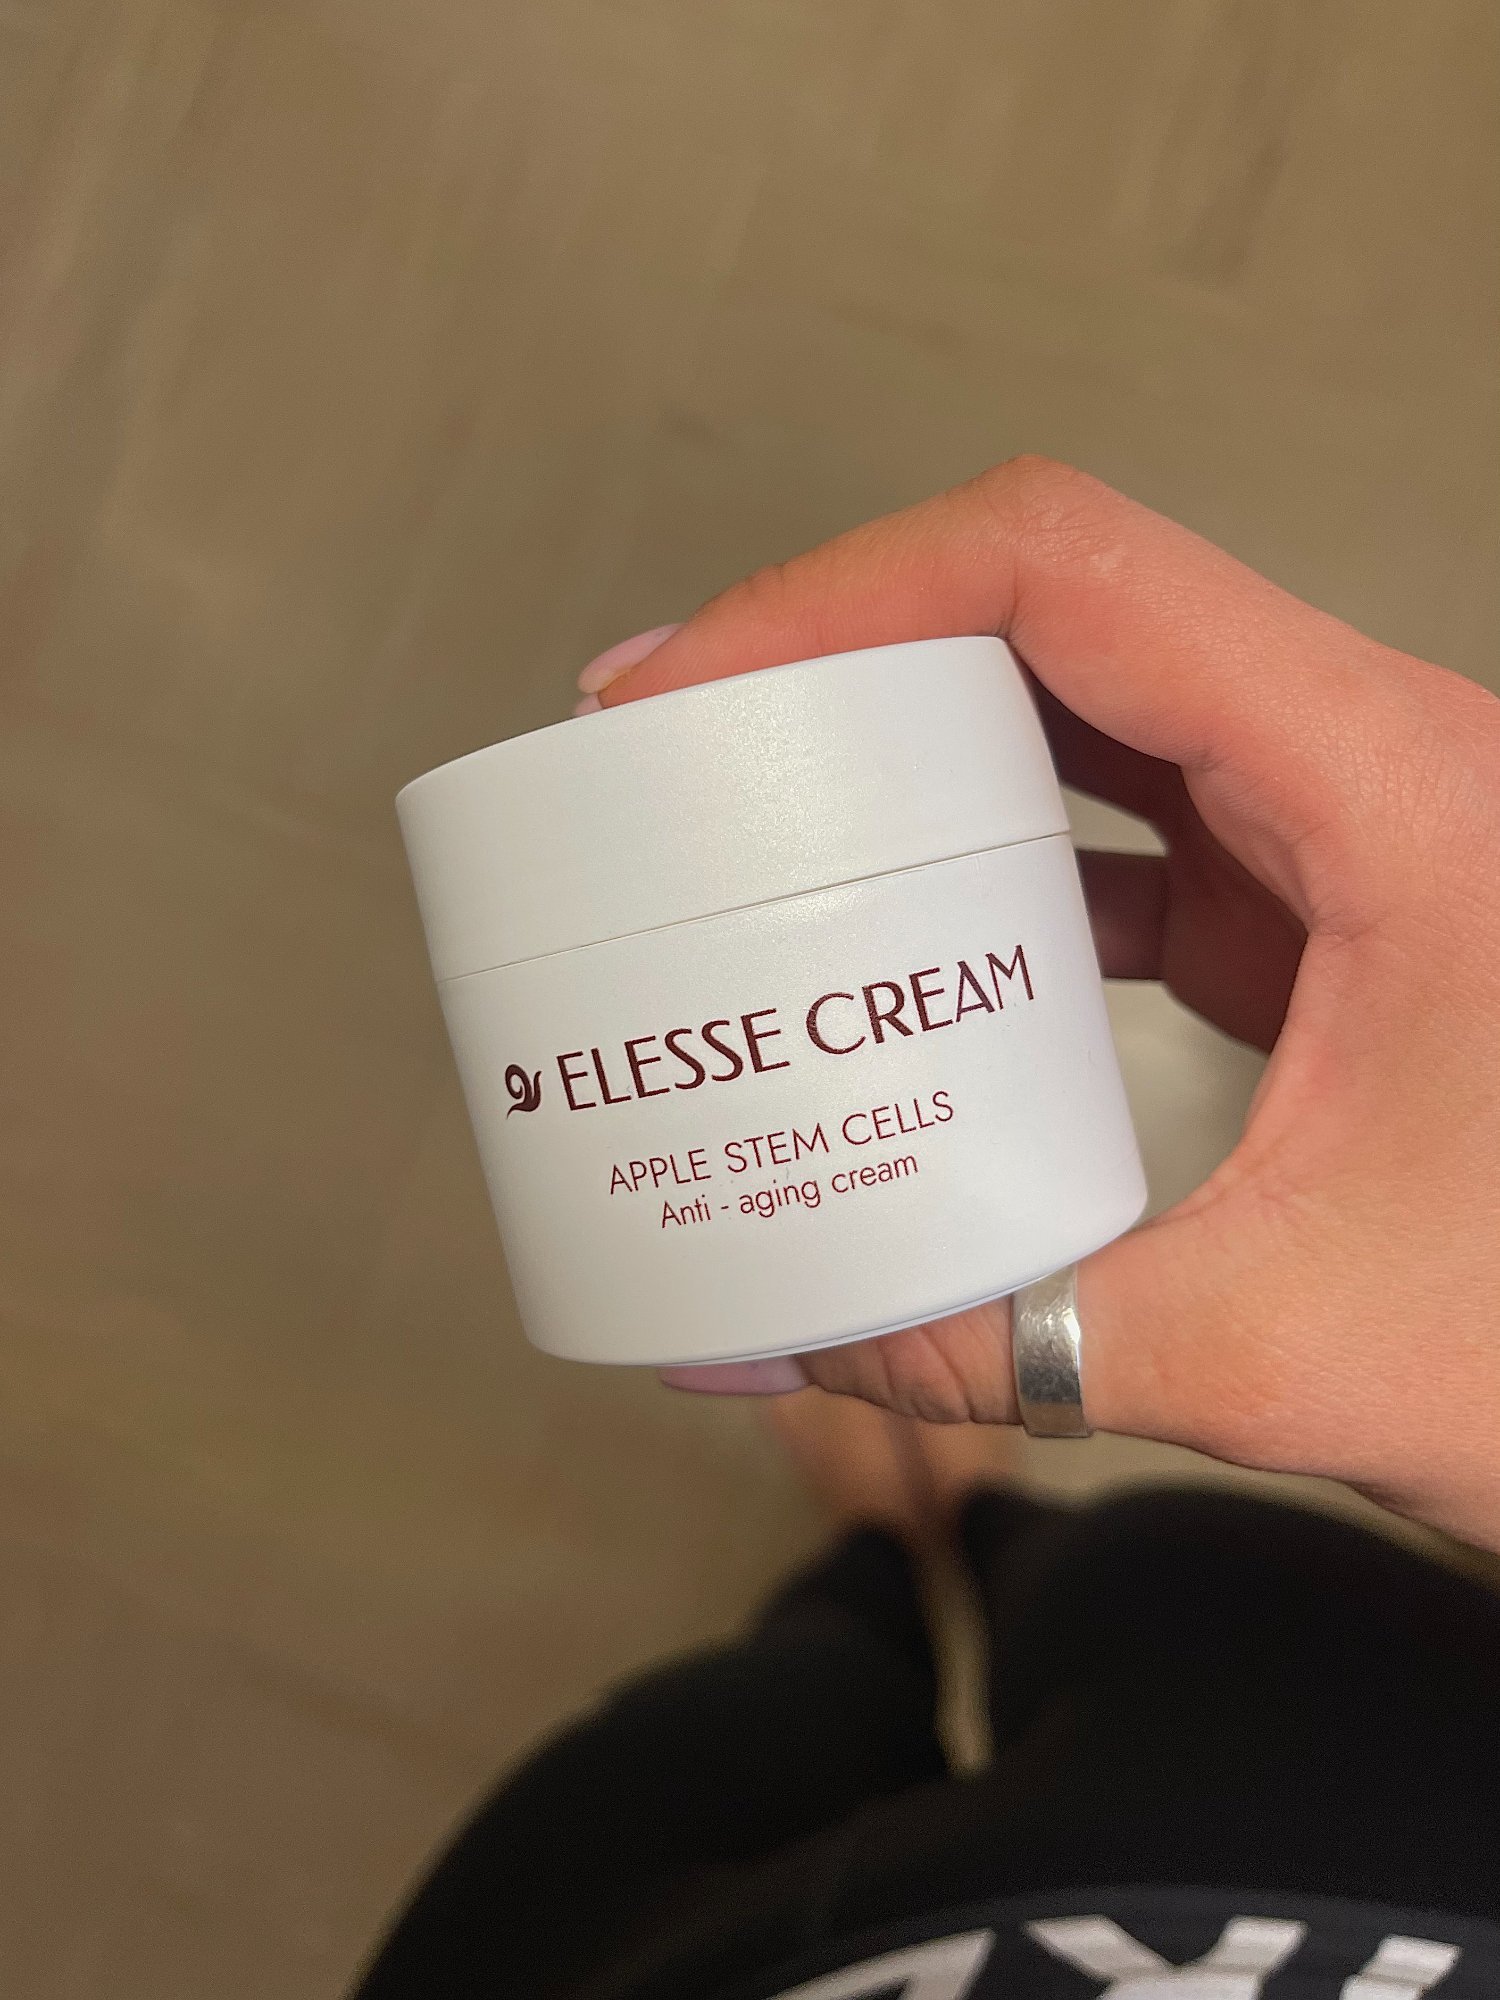 ELESSE CREAM
APPLE STEM CELLS
Anti - aging cream